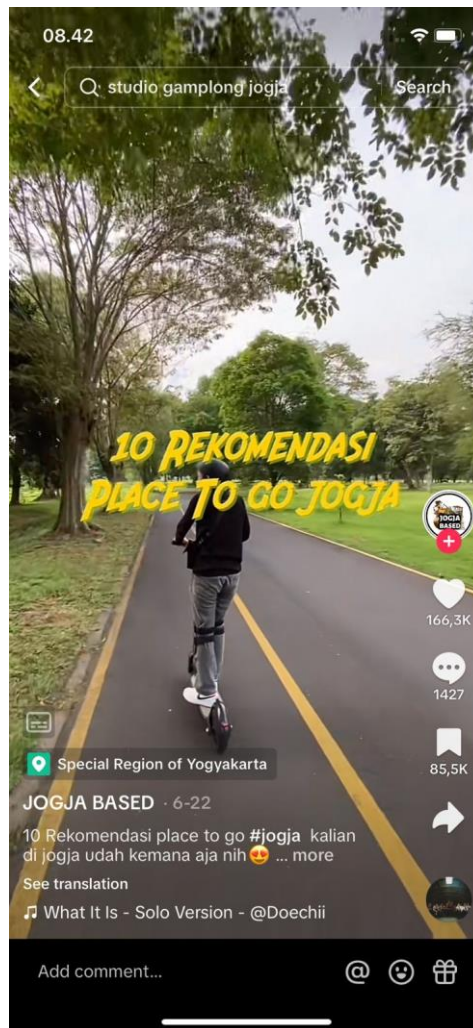 08.42
studio gamplong jogja
Search
10 REKOMENDASI
PLACE TO GO JOGJA
JOGJA
BASED
166,3K
1427
85,5K
Special Region of Yogyakarta
JOGJA BASED · 6-22
10 Rekomendasi place to go #jogja kalian
di jogja udah kemana aja nih😍 ... more
See translation
What It Is - Solo Version - @Doechii
Add comment...